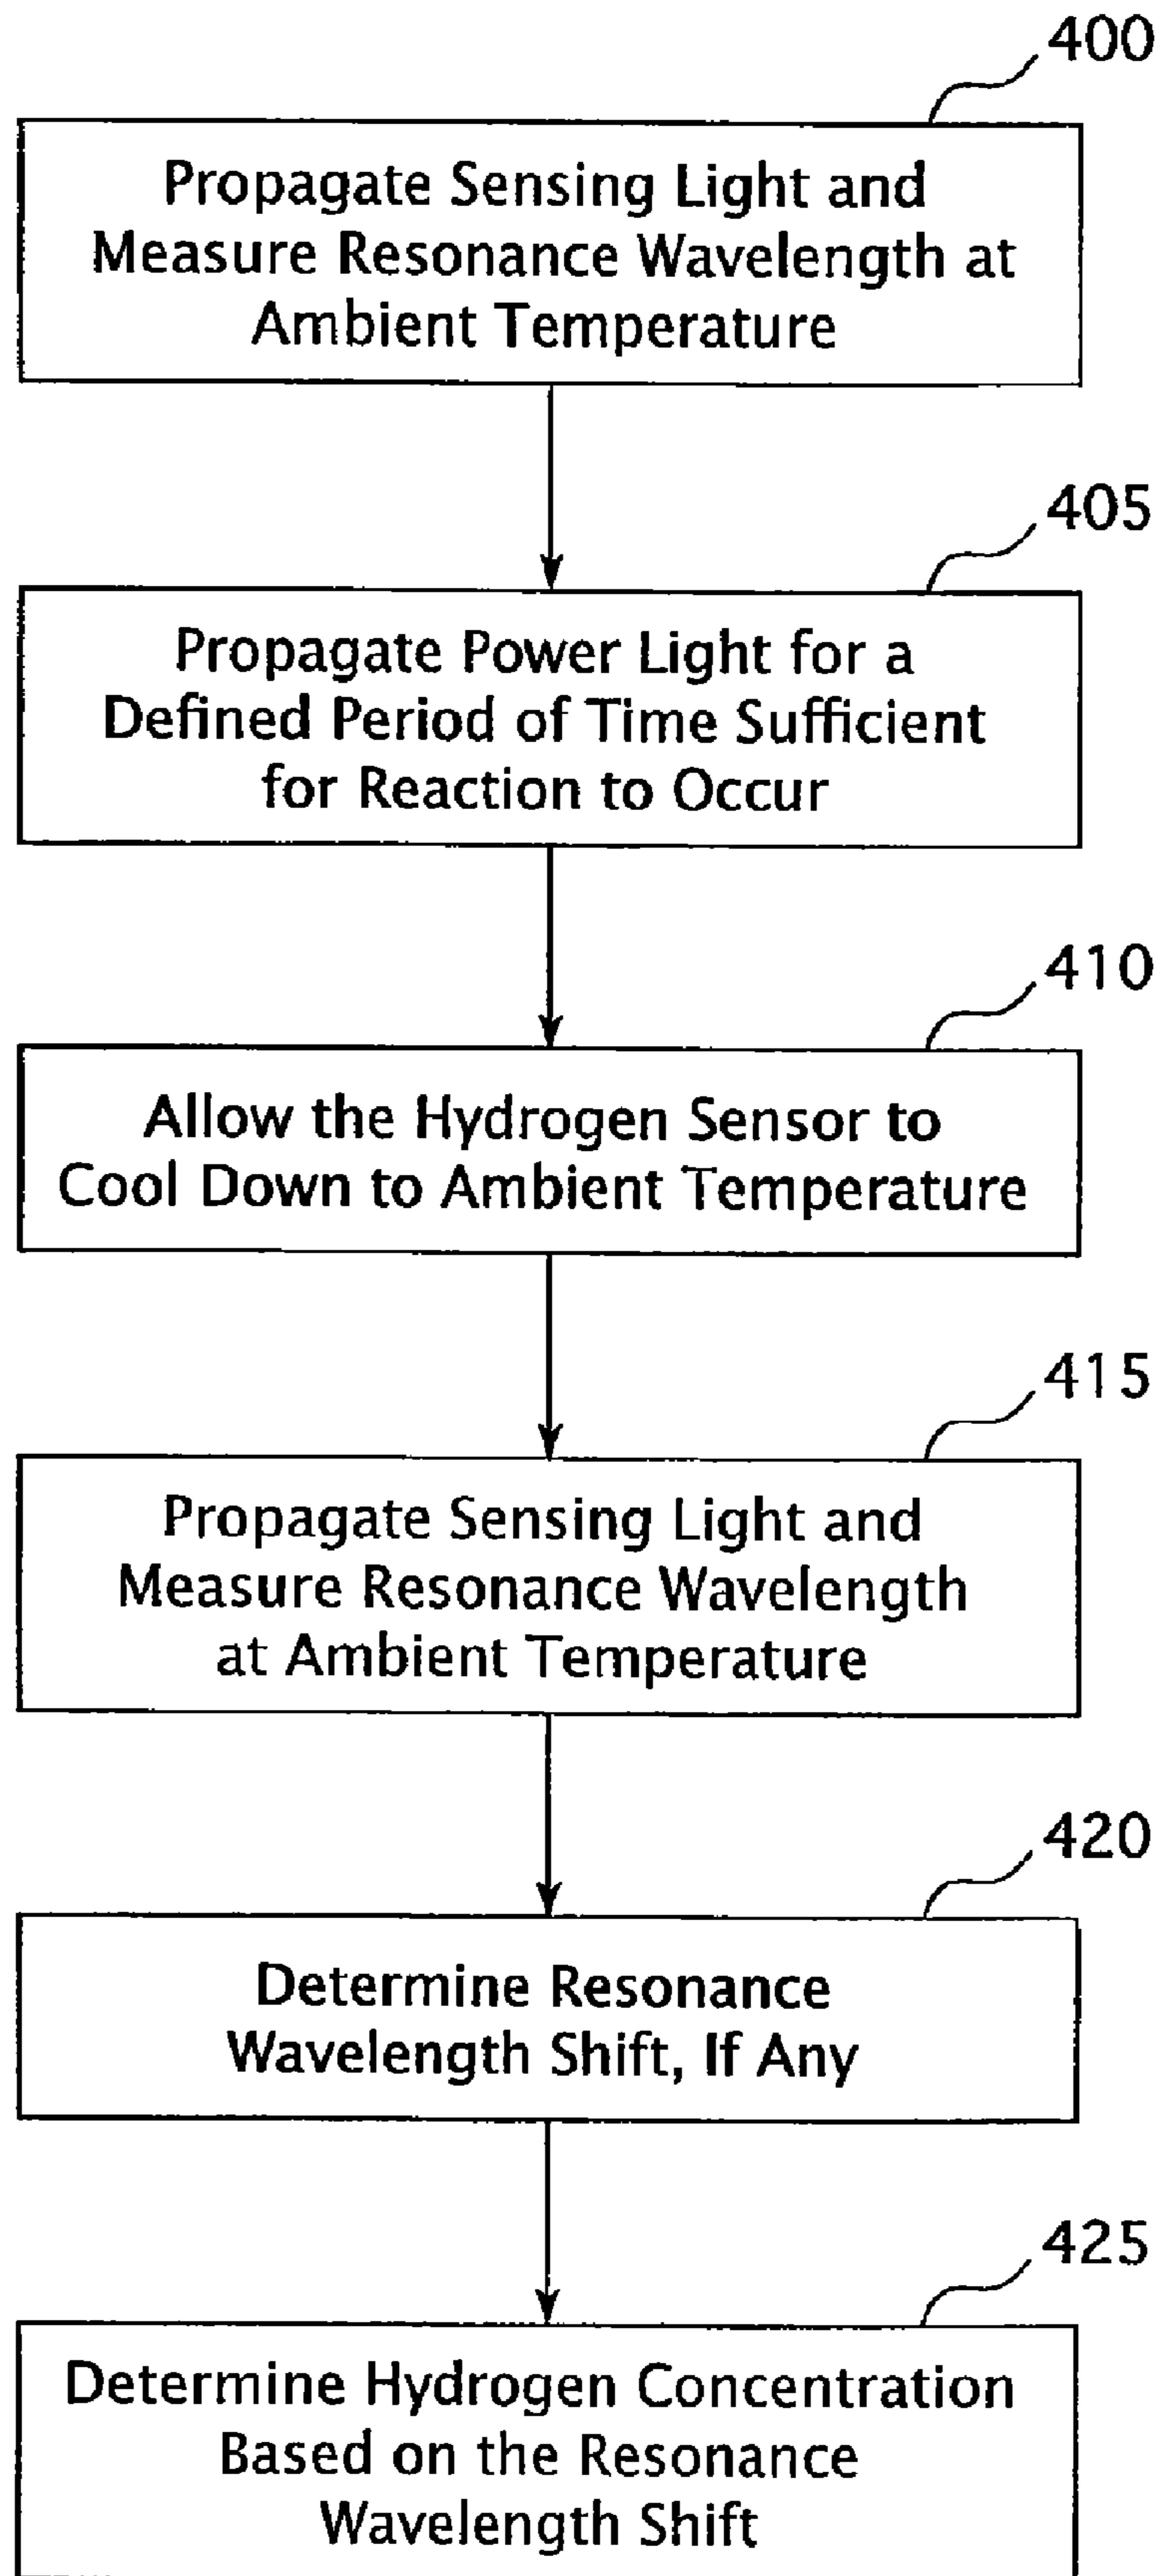 400
Propagate Sensing Light and
Measure Resonance Wavelength at
Ambient Temperature
405
Propagate Power Light for a
Defined Period of Time Sufficient
for Reaction to Occur
410
Allow the Hydrogen Sensor to
Cool Down to Ambient Temperature
415
Propagate Sensing Light and
Measure Resonance Wavelength
at Ambient Temperature
420
Determine Resonance
Wavelength Shift, If Any
425
Determine Hydrogen Concentration
Based on the Resonance
Wavelength Shift